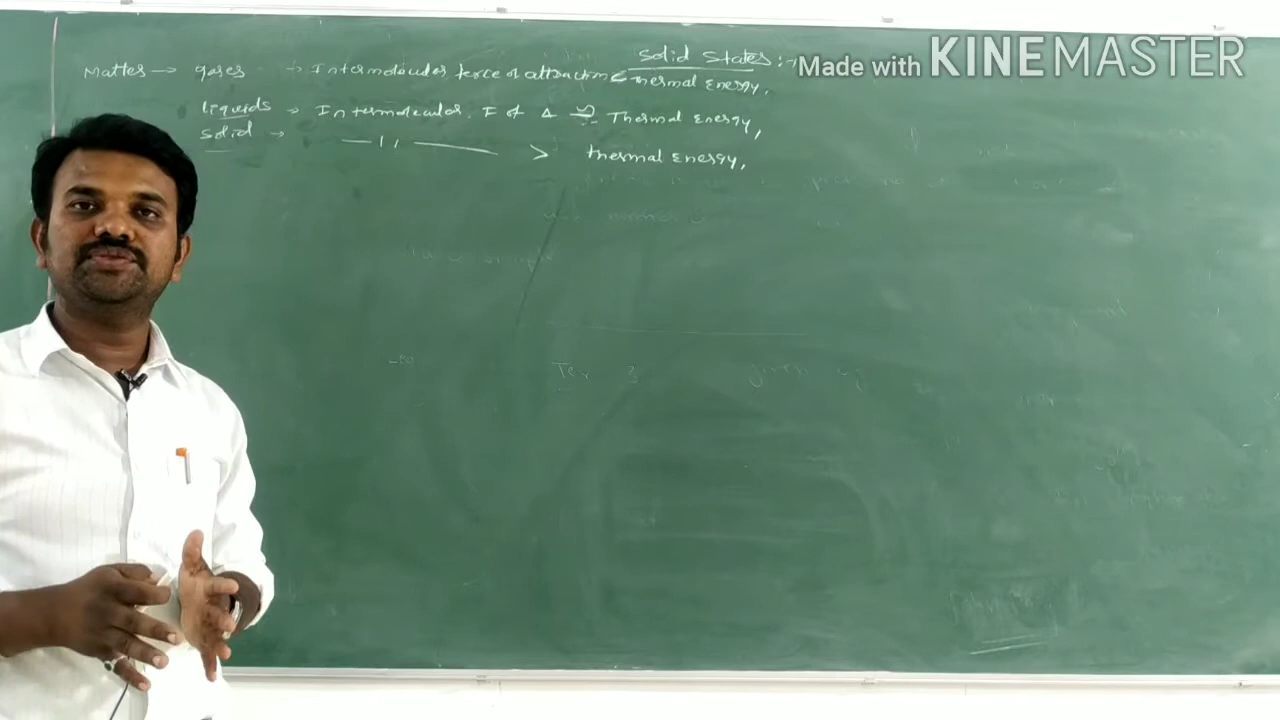 Solid States:-
Made with KINEMASTER
Matter → gases → Intermolecular force of attraction < thermal Energy,
liquids → Intermolecular. F of A ≃ Thermal Energy,
Solid → —〃— > thermal Energy,